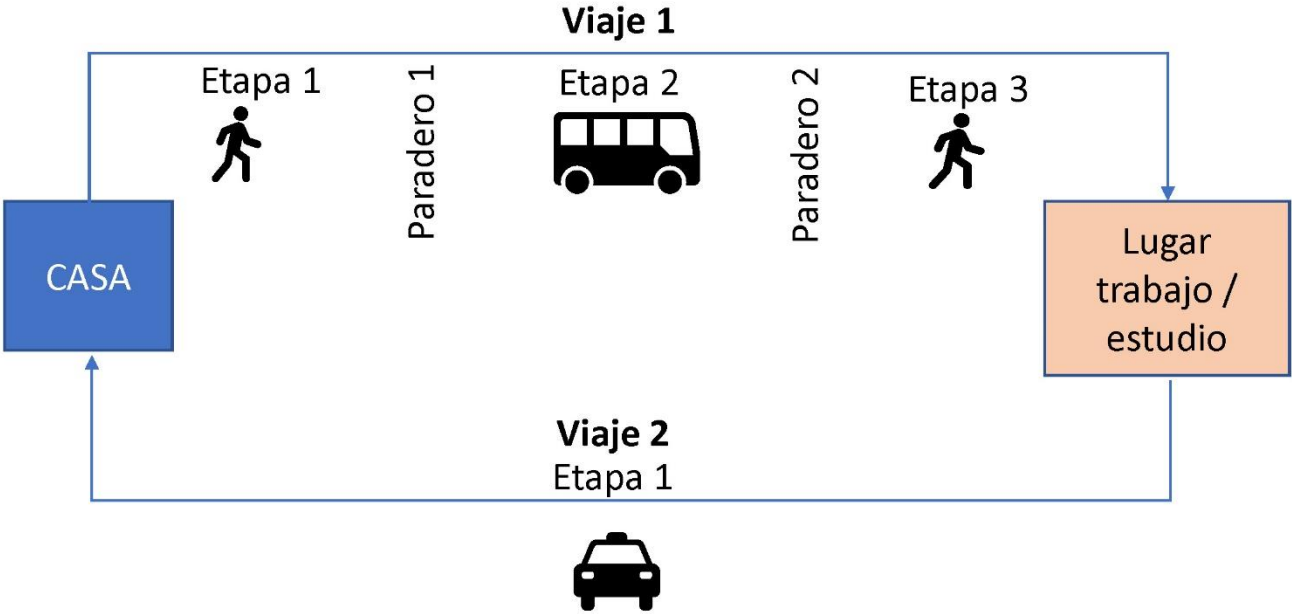 Viaje 1
Etapa 1
Paradero 1
Etapa 2
Paradero 2
Etapa 3
CASA
Lugar
trabajo /
estudio
Viaje 2
Etapa 1